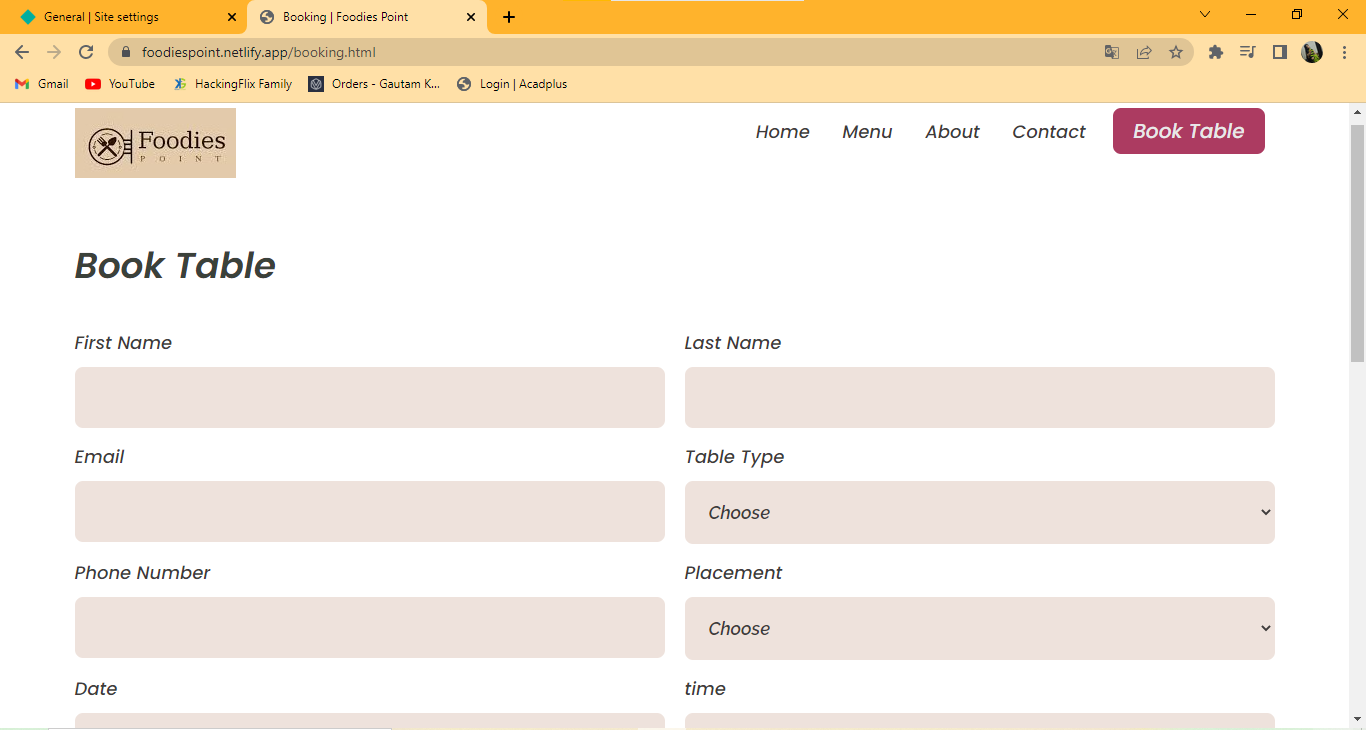 General | Site settings
Booking | Foodies Point
foodiespoint.netlify.app/booking.html
Gmail
YouTube
HackingFlix Family
Orders - Gautam K...
Login | Acadplus
Foodies
POINT
Home
Menu
About
Contact
Book Table
Book Table
First Name
Last Name
Email
Table Type
Choose
Phone Number
Placement
Choose
Date
time